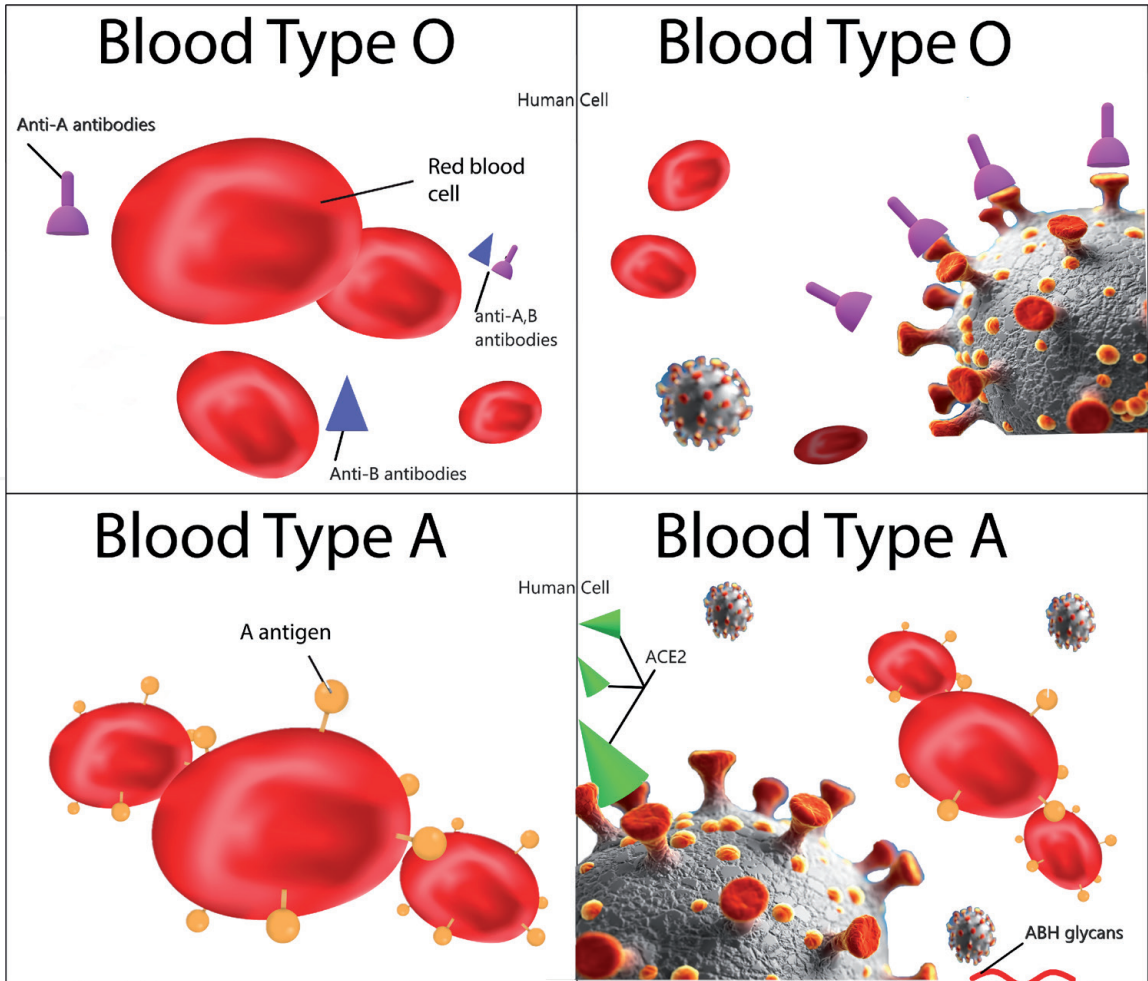 Blood Type O
Blood Type O
Human Cell
Anti-A antibodies
Red blood
cell
anti-A,B
antibodies
Anti-B antibodies
Blood Type A
Blood Type A
Human Cell
A antigen
ACE2
ABH glycans